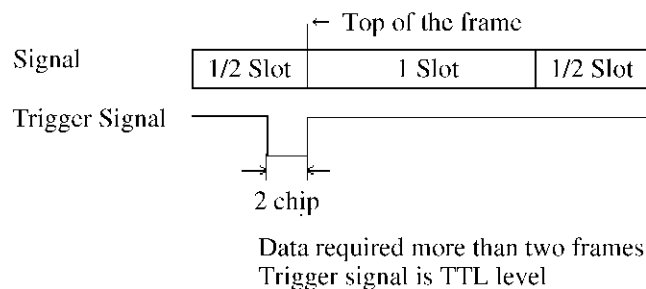 ← Top of the frame
Signal
1/2 Slot 1 Slot 1/2 Slot
Trigger Signal
2 chip
Data required more than two frames
Trigger signal is TTL level